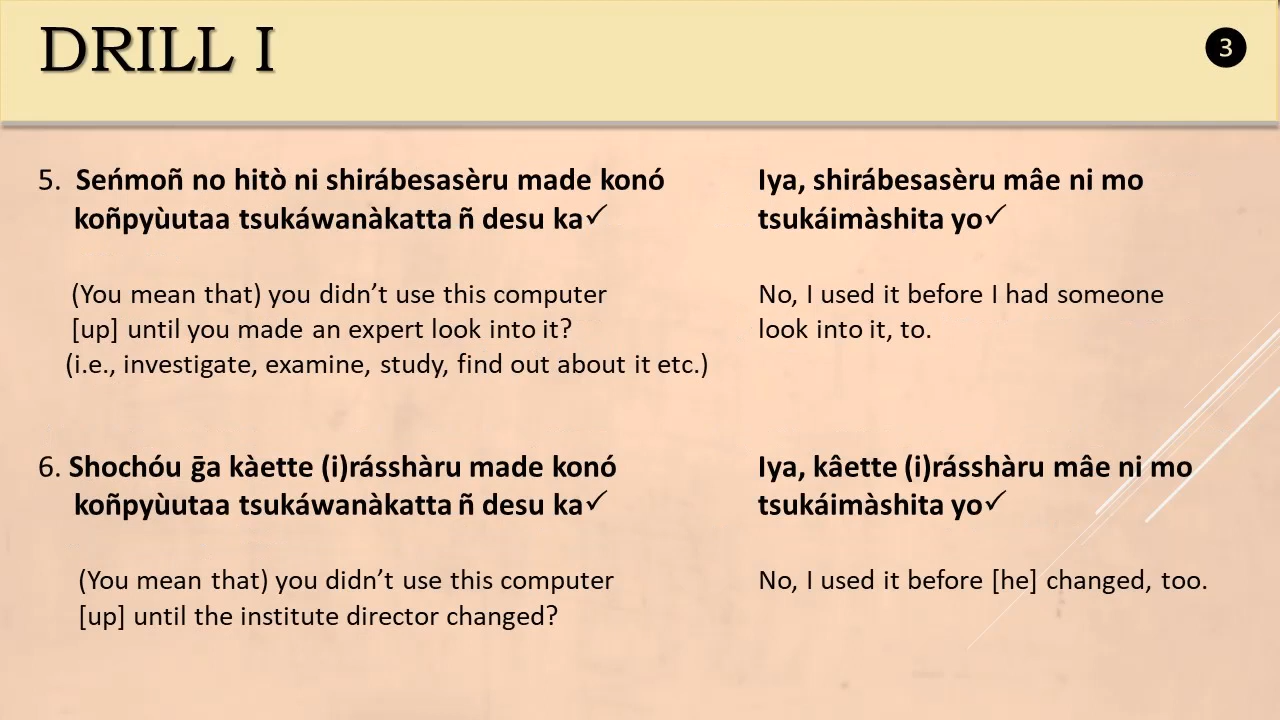 DRILL I
3
5. Seńmoñ no hitò ni shirábesasèru made konó
koñpyùutaa tsukáwanàkatta ñ desu ka✓
Iya, shirábesasèru mâe ni mo
tsukáimàshita yo✓
(You mean that) you didn’t use this computer
[up] until you made an expert look into it?
(i.e., investigate, examine, study, find out about it etc.)
No, I used it before I had someone
look into it, to.
6. Shochóu ḡa kàette (i)rásshàru made konó
koñpyùutaa tsukáwanàkatta ñ desu ka✓
Iya, kâette (i)rásshàru mâe ni mo
tsukáimàshita yo✓
(You mean that) you didn’t use this computer
[up] until the institute director changed?
No, I used it before [he] changed, too.